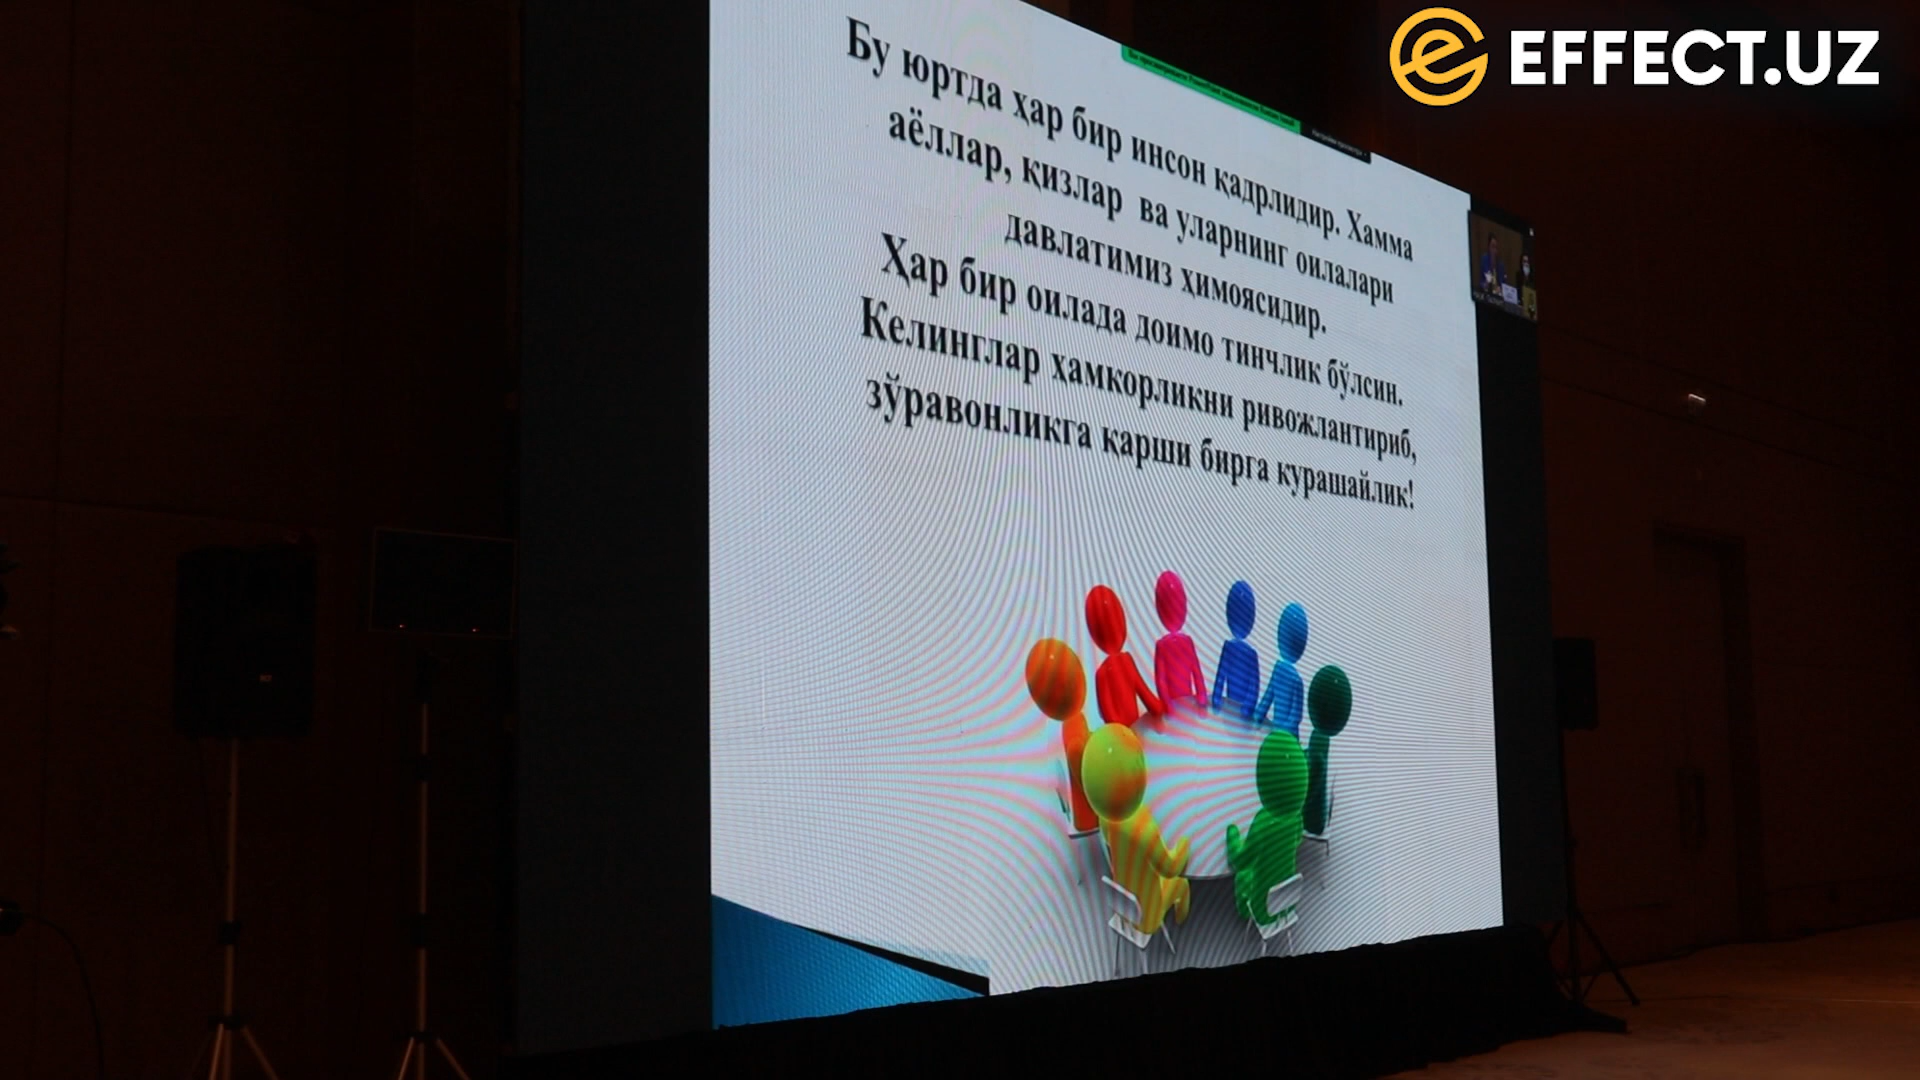 EFFECT.UZ
Бу юртда ҳар бир инсон қадрлидир. Хамма
аёллар, қизлар ва уларнинг оилалари
давлатимиз ҳимоясидир.
Ҳар бир оилада доимо тинчлик бўлсин.
Келинглар ҳамкорликни ривожлантириб,
зўравонликга қарши бирга курашайлик!